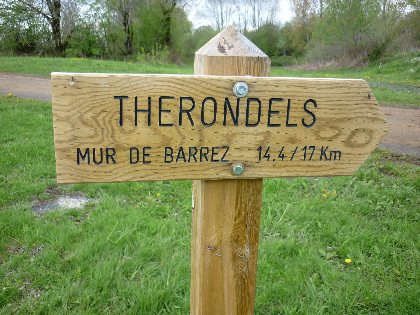 THERONDELS
MUR DE BARREZ 14.4/17 Km